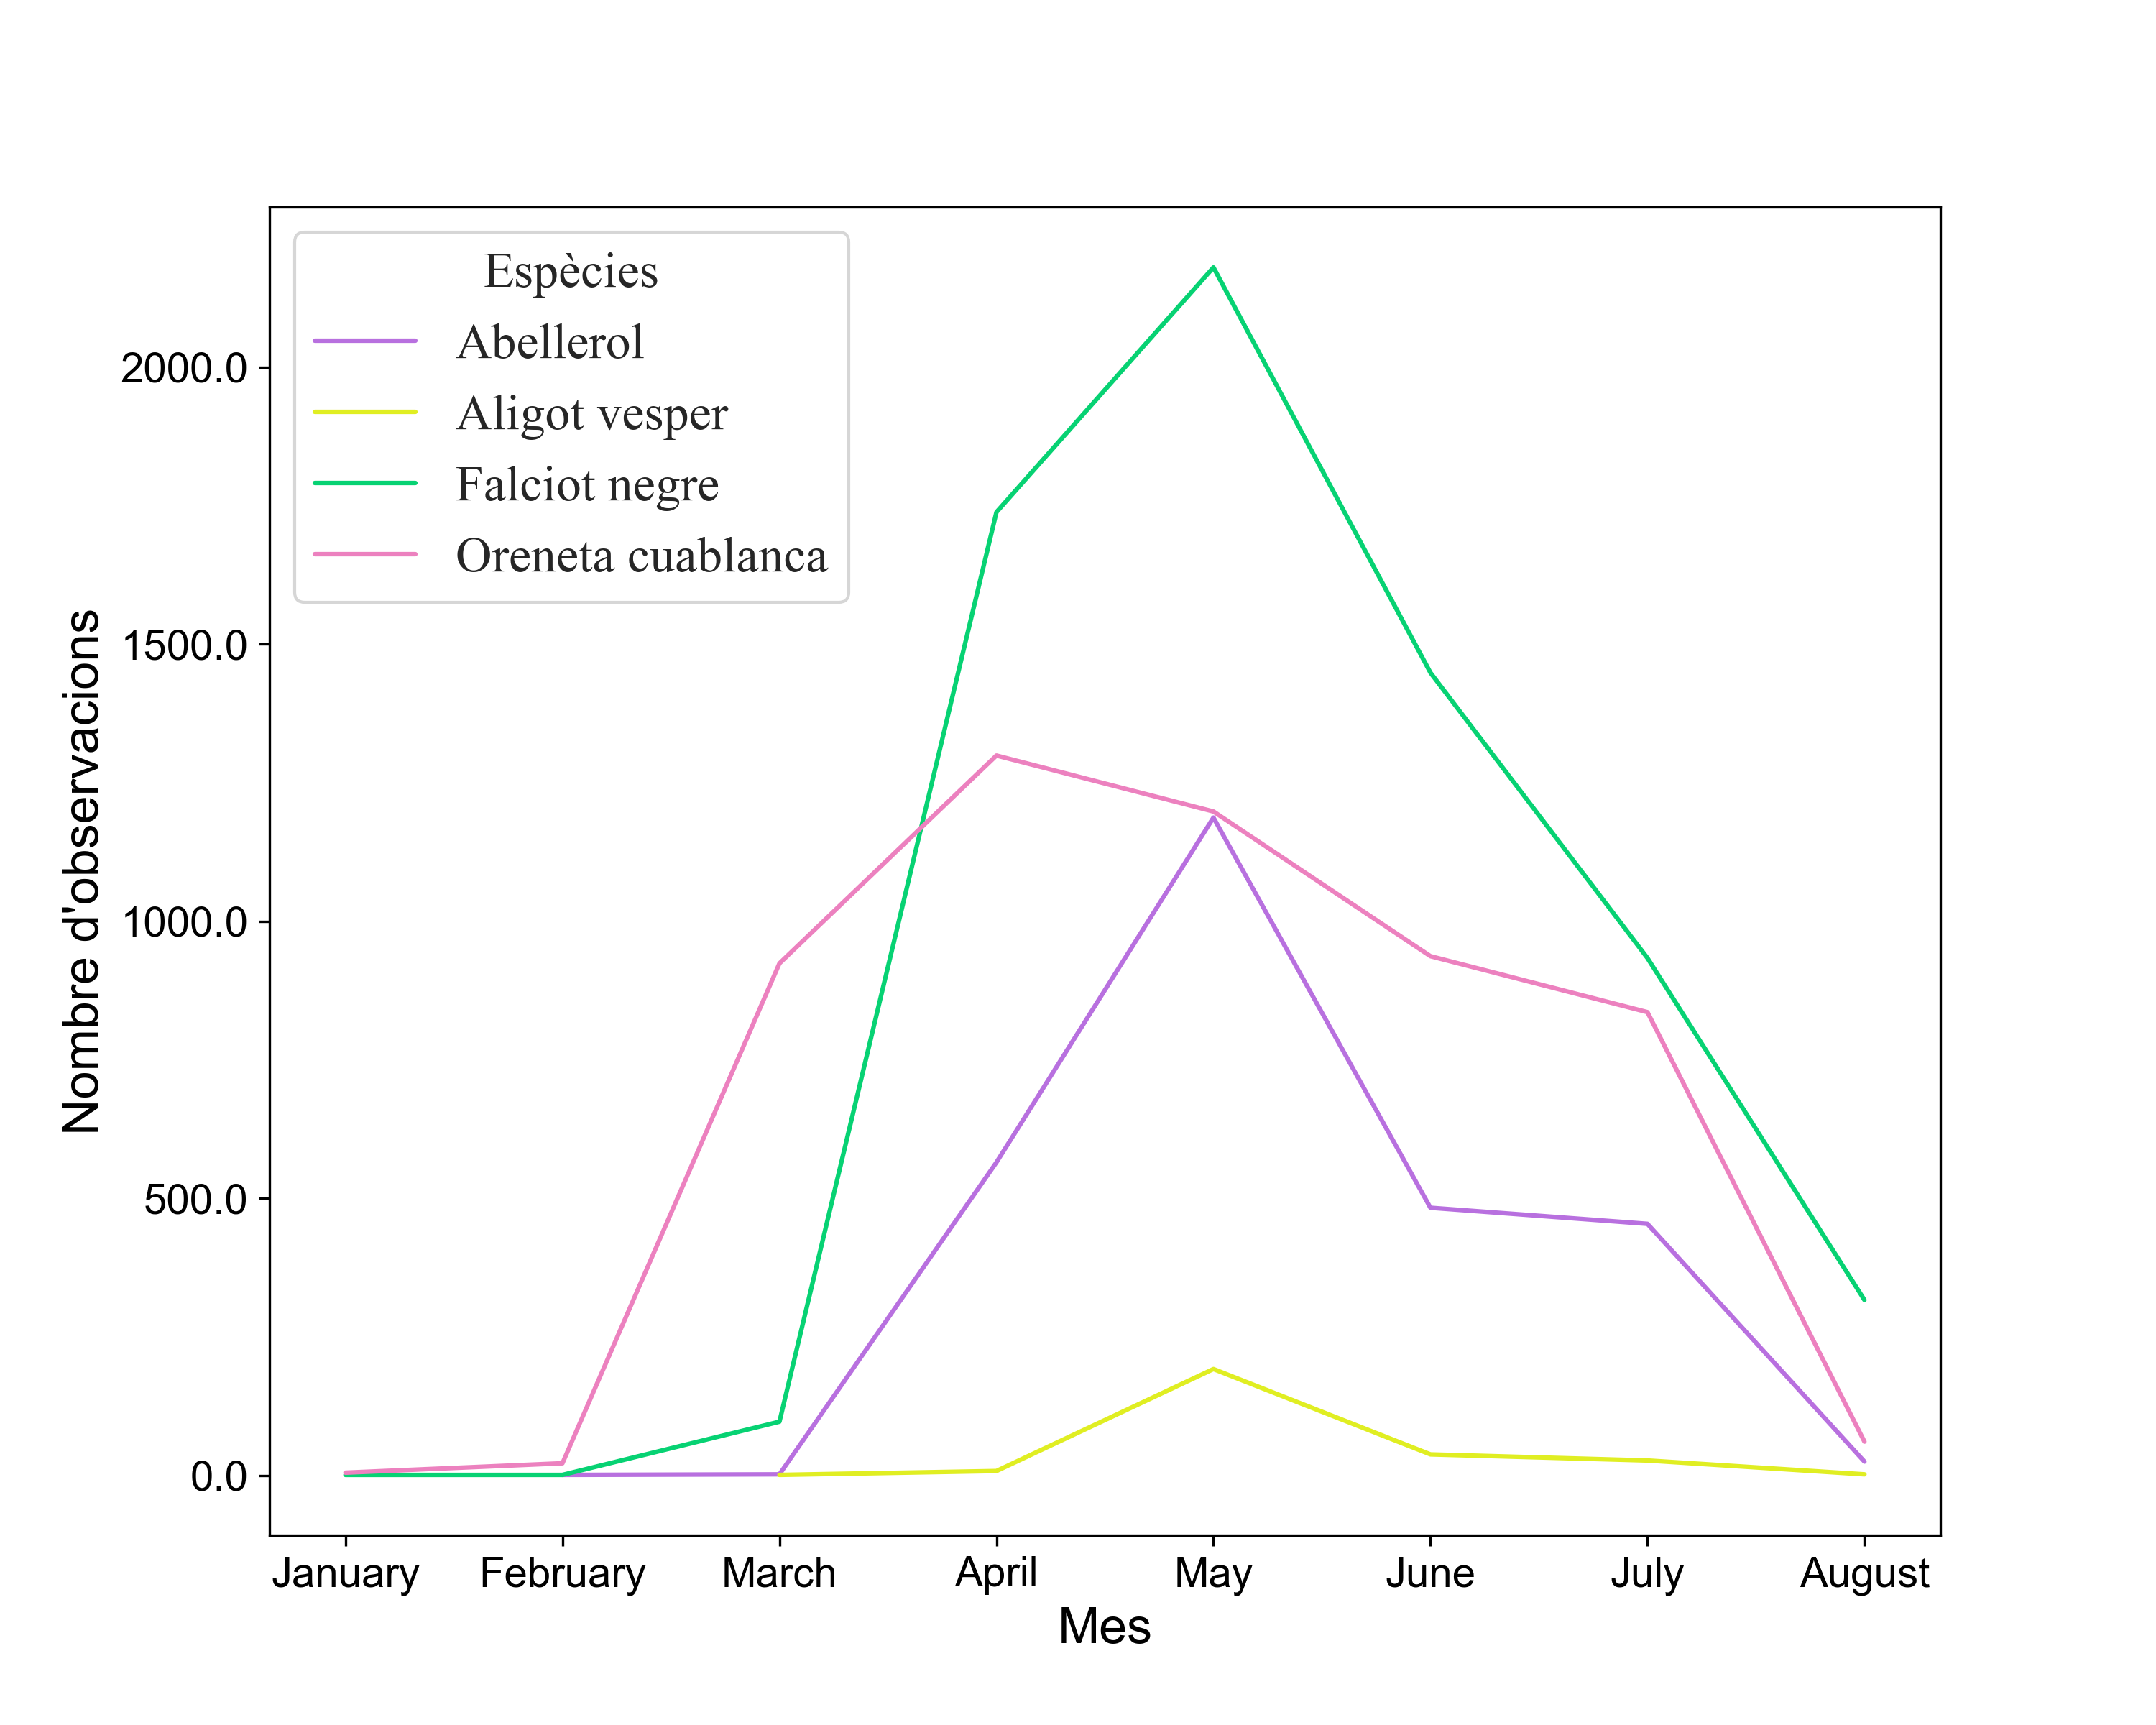 Espècies
Abellerol
Aligot vesper
Falciot negre
Oreneta cuablanca
Nombre d'observacions
2000.0
1500.0
1000.0
500.0
0.0
January February March April May June July August
Mes